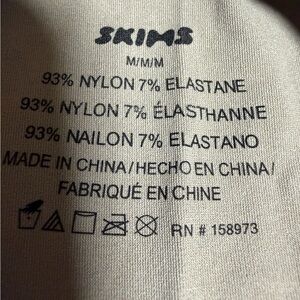 SKIMS
M/M/M
93% NYLON 7% ELASTANE
93% NYLON 7% ÉLASTHANNE
93% NAILON 7% ELASTANO
MADE IN CHINA/HECHO EN CHINA/
FABRIQUÉ EN CHINE
RN # 158973